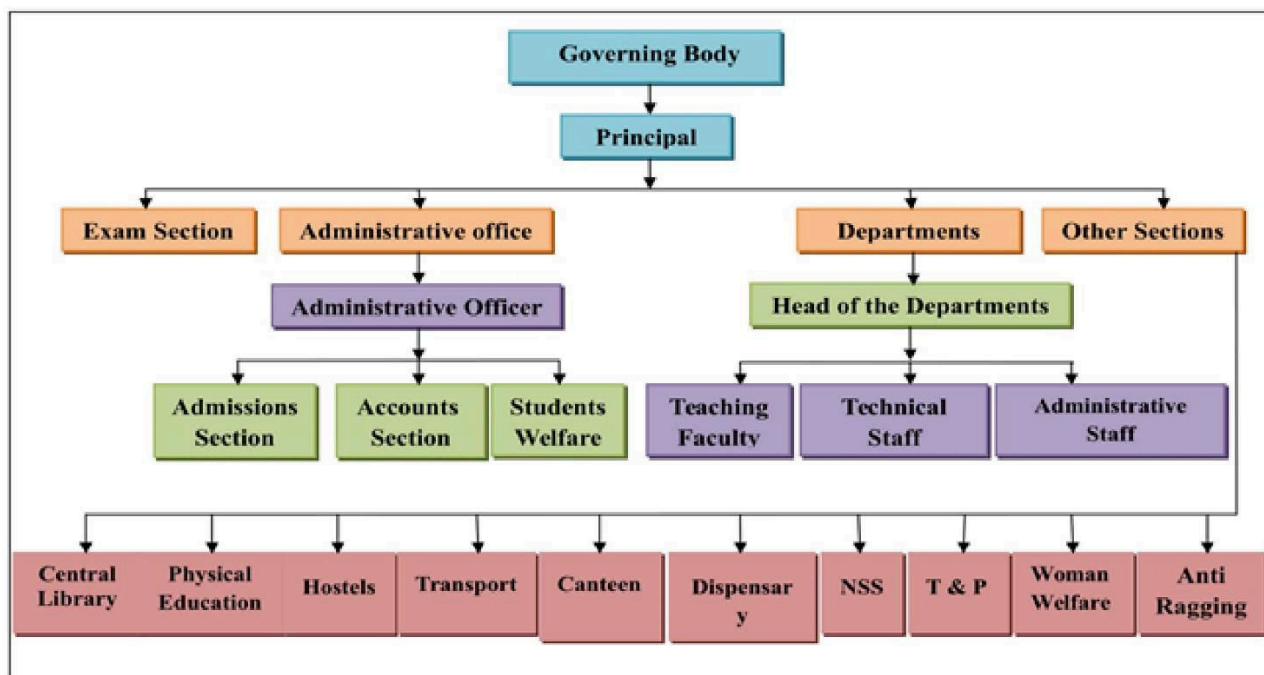 Governing Body
Principal
Exam Section
Administrative office
Departments
Other Sections
Administrative Officer
Head of the Departments
Admissions
Section
Accounts
Section
Students
Welfare
Teaching
Faculty
Technical
Staff
Administrative
Staff
Central
Library
Physical
Education
Hostels
Transport
Canteen
Dispensar
y
NSS
T & P
Woman
Welfare
Anti
Ragging